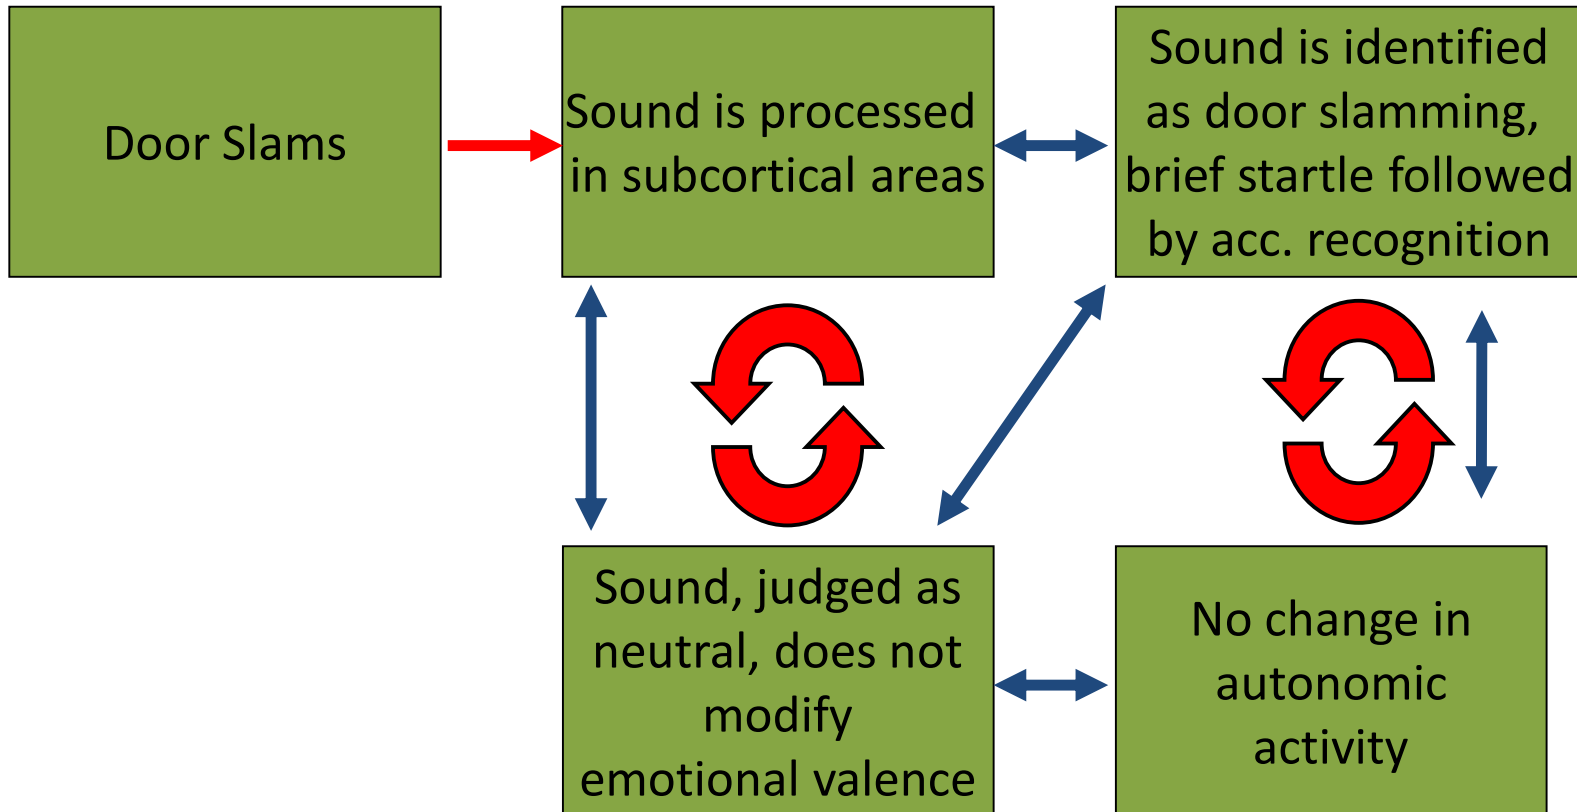 Door Slams
Sound is processed
in subcortical areas
Sound is identified
as door slamming,
brief startle followed
by acc. recognition
Sound, judged as
neutral, does not
modify
emotional valence
No change in
autonomic
activity